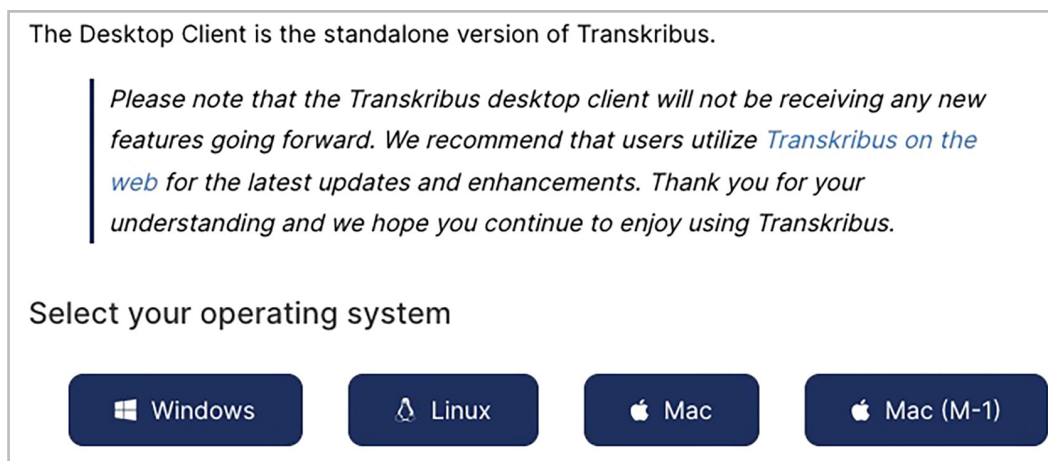 The Desktop Client is the standalone version of Transkribus.
Please note that the Transkribus desktop client will not be receiving any new
features going forward. We recommend that users utilize Transkribus on the
web for the latest updates and enhancements. Thank you for your
understanding and we hope you continue to enjoy using Transkribus.
Select your operating system
Windows Linux Mac Mac (M-1)